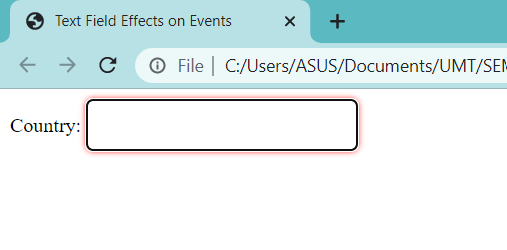 Text Field Effects on Events
File | C:/Users/ASUS/Documents/UMT/SEM
Country: